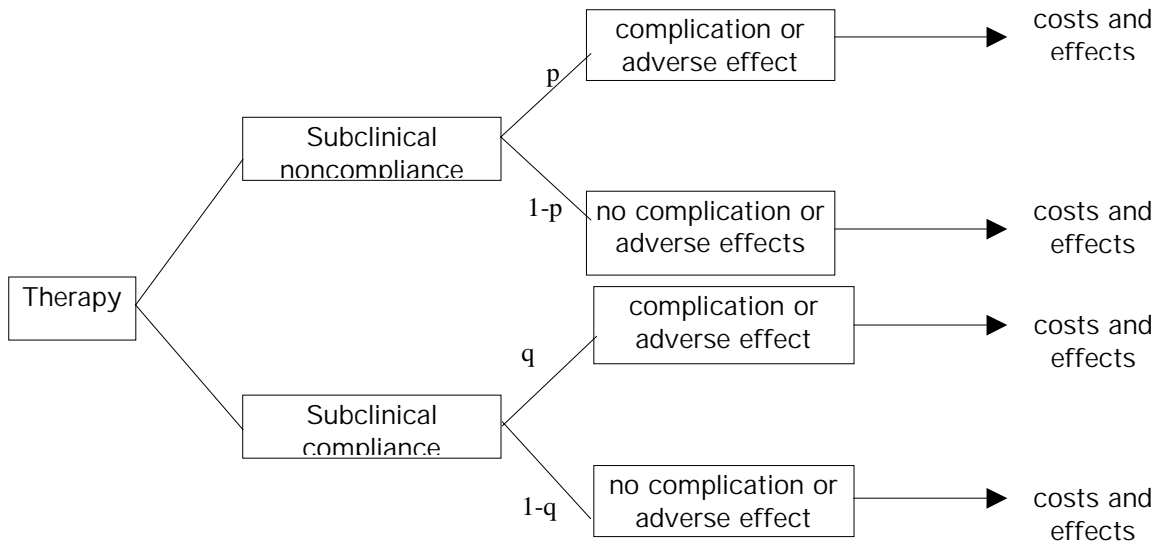 complication or
adverse effect
costs and
effects
p
Subclinical
noncompliance
1-p
no complication or
adverse effects
costs and
effects
Therapy
complication or
adverse effect
costs and
effects
q
Subclinical
compliance
1-q
no complication or
adverse effect
costs and
effects